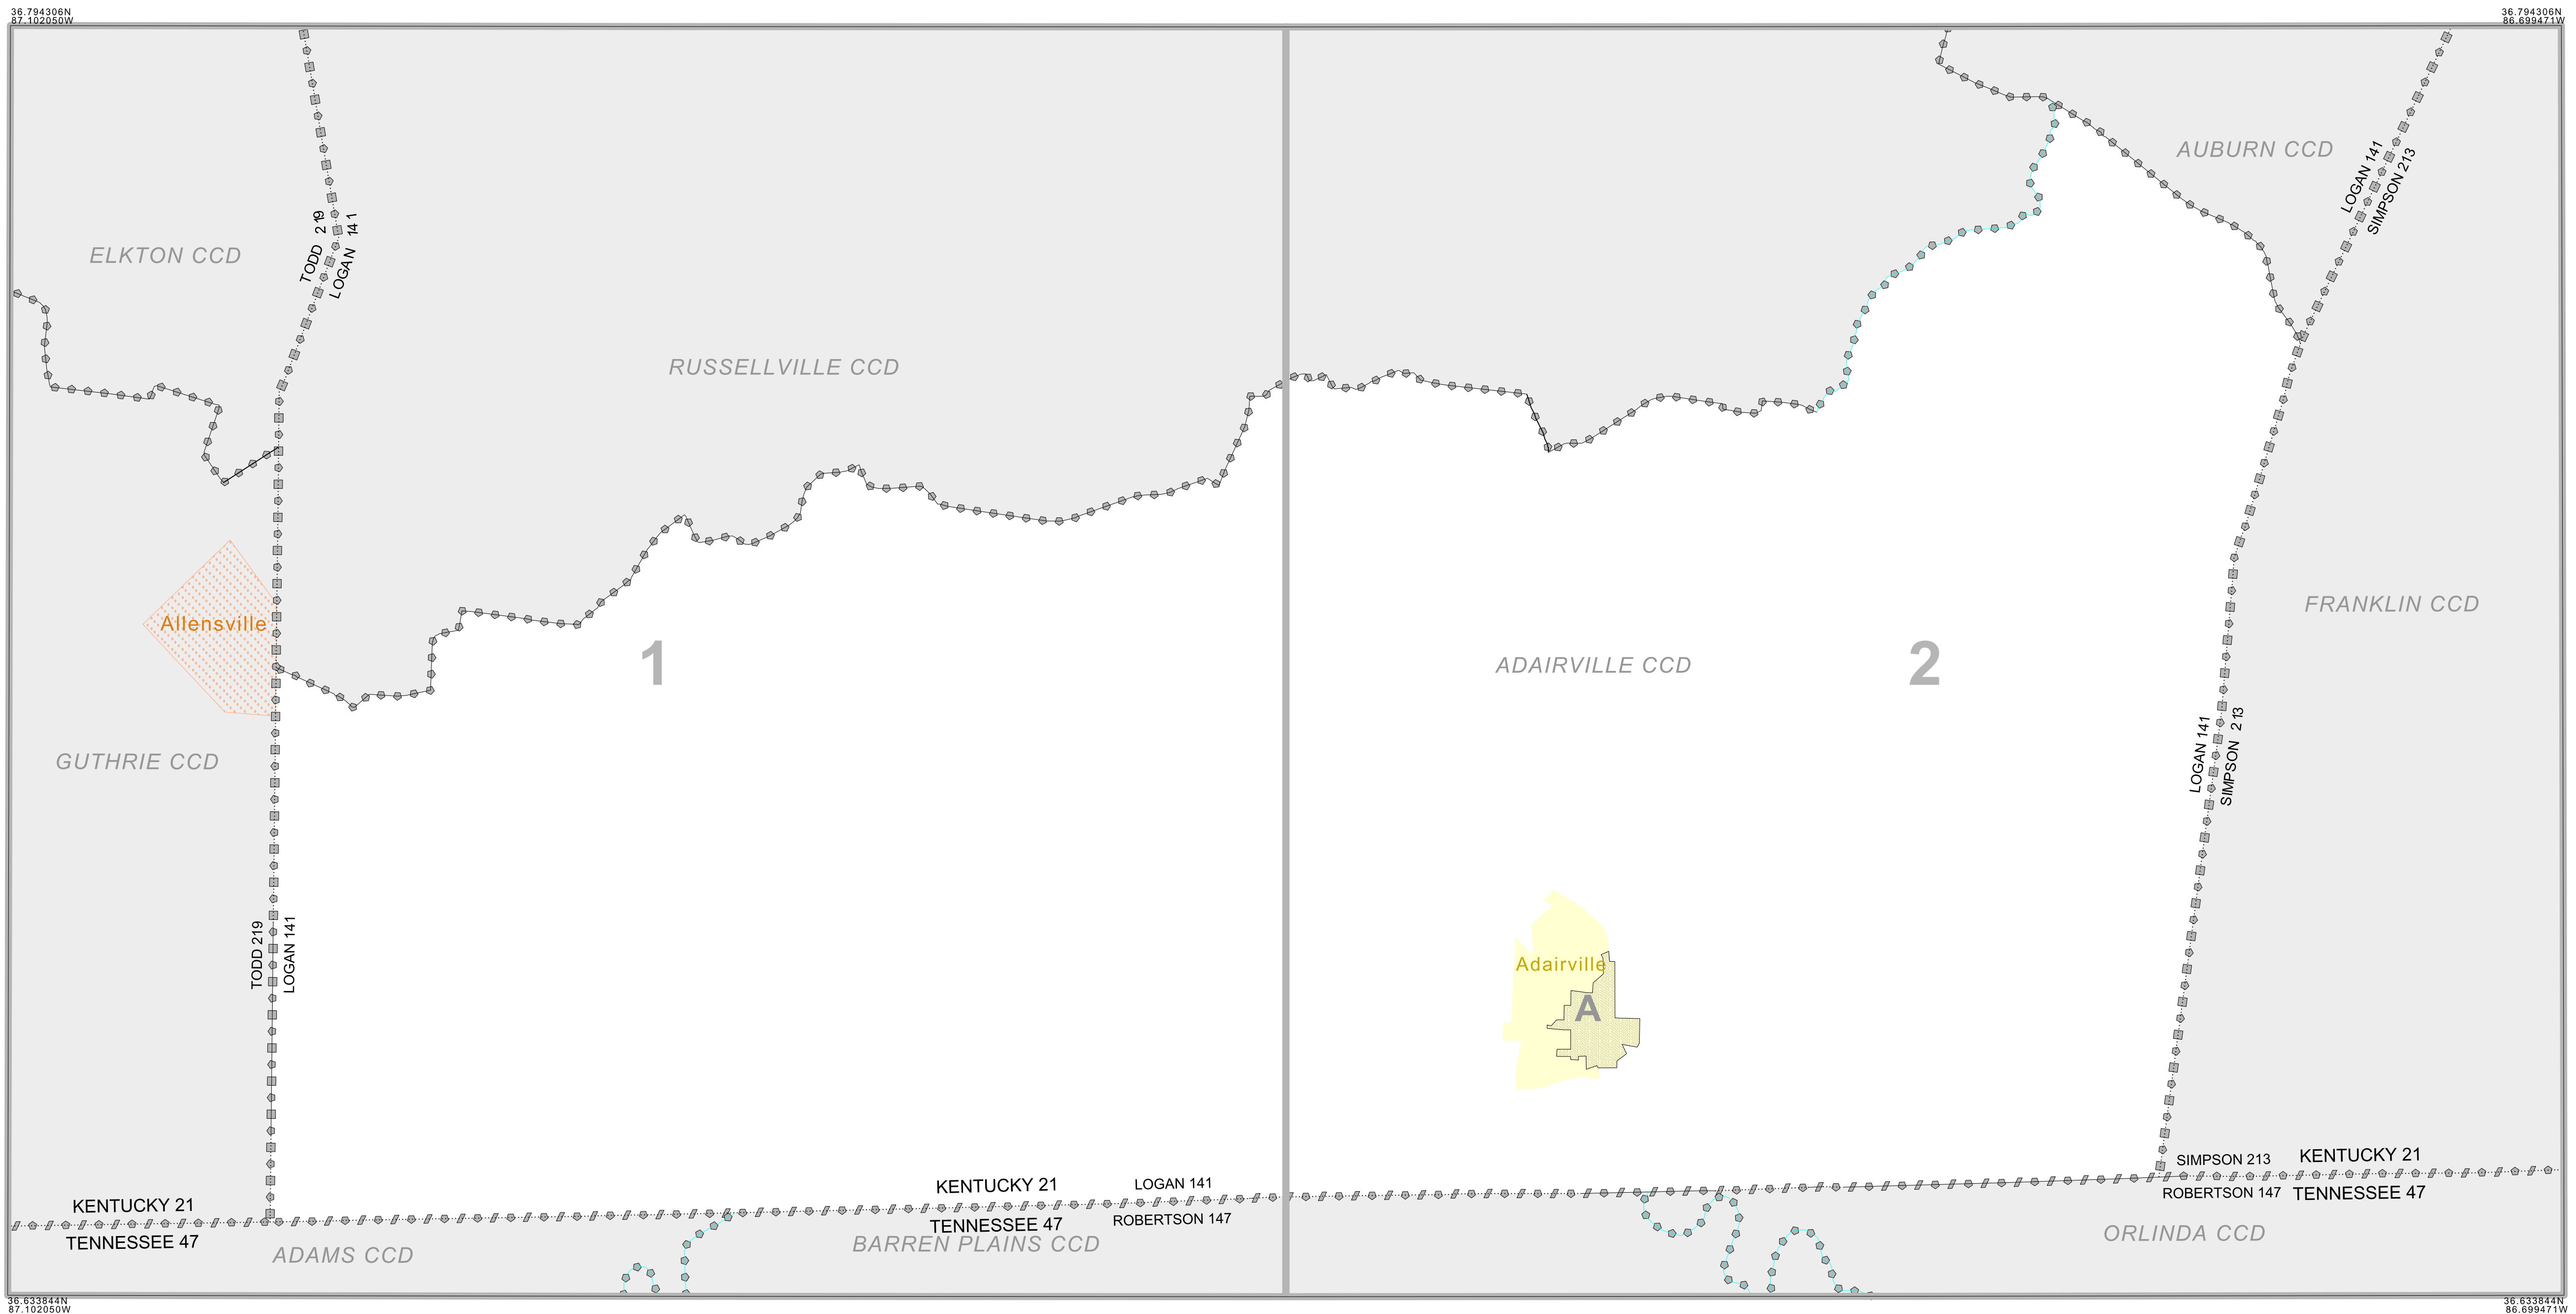 36.794306N
87.102050W
36.794306N
86.699471W
AUBURN CCD
LOGAN 141
SIMPSON 213
TODD 219
LOGAN 141
ELKTON CCD
RUSSELLVILLE CCD
Allensville
FRANKLIN CCD
1
ADAIRVILLE CCD
2
GUTHRIE CCD
LOGAN 141
SIMPSON 213
TODD 219
LOGAN 141
Adairville
A
KENTUCKY 21
TENNESSEE 47
KENTUCKY 21
LOGAN 141
TENNESSEE 47
ROBERTSON 147
SIMPSON 213
KENTUCKY 21
ROBERTSON 147
TENNESSEE 47
ADAMS CCD
BARREN PLAINS CCD
ORLINDA CCD
36.633844N
87.102050W
36.633844N
86.699471W